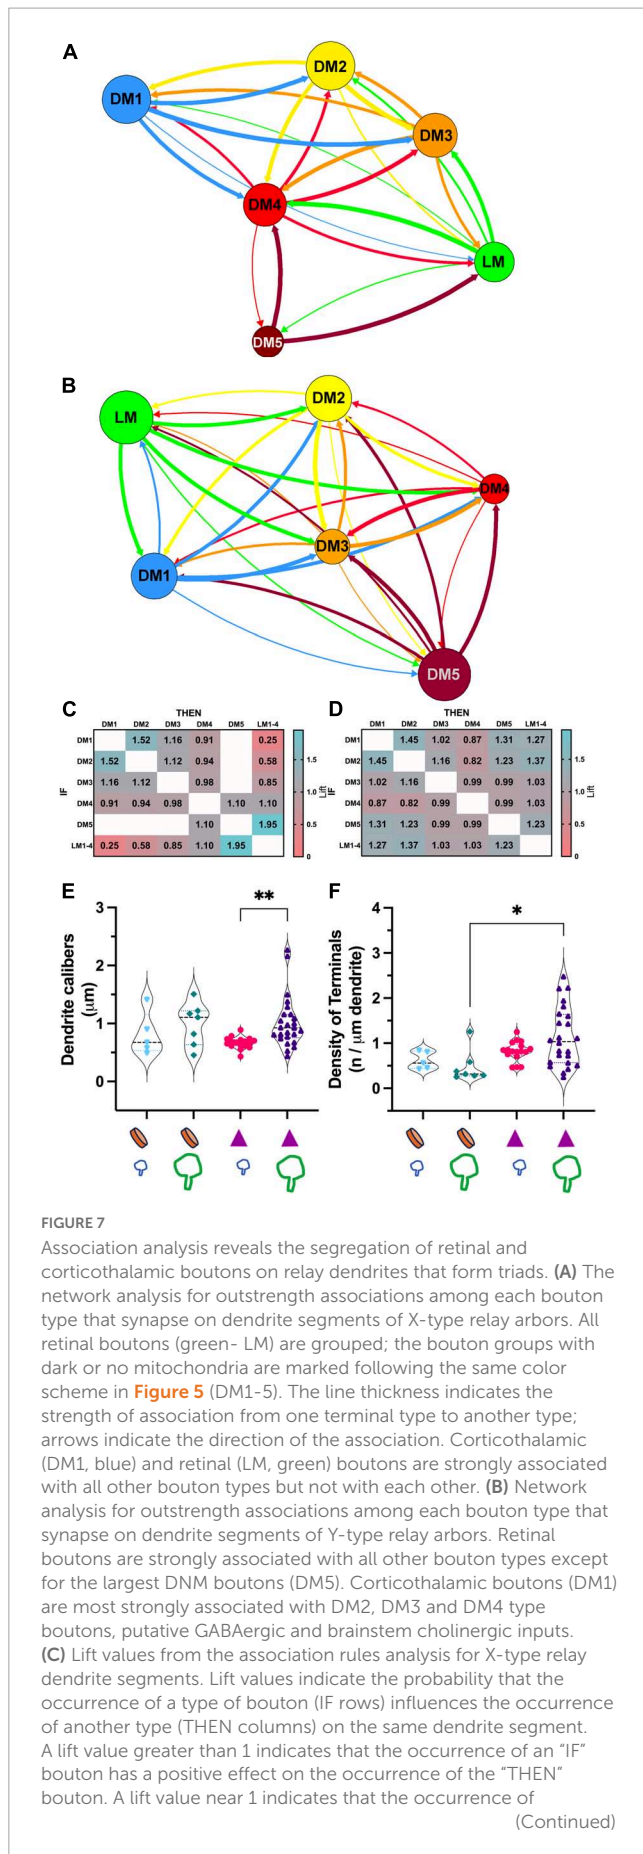 A
DM2
DM1
DM3
DM4
LM
DM5
B
DM2
LM
DM4
DM3
DM1
DM5
C
THEN
DM1 DM2 DM3 DM4 DM5 LM1-4
IF
DM1 1.52 1.16 0.91 0.25
DM2 1.52 1.12 0.94 0.58
DM3 1.16 1.12 0.98 0.85
DM4 0.91 0.94 0.98 1.10 1.10
DM5 1.10 1.95
LM1-4 0.25 0.58 0.85 1.10 1.95
Lift
1.5
1.0
0.5
0
D
THEN
DM1 DM2 DM3 DM4 DM5 LM1-4
IF
DM1 1.45 1.02 0.87 1.31 1.27
DM2 1.45 1.16 0.82 1.23 1.37
DM3 1.02 1.16 0.99 0.99 1.03
DM4 0.87 0.82 0.99 0.99 1.03
DM5 1.31 1.23 0.99 0.99 1.23
LM1-4 1.27 1.37 1.03 1.03 1.23
Lift
1.5
1.0
0.5
0
E
**
Dendrite calibers
(μm)
3
2
1
0
F
*
Density of Terminals
(n / μm dendrite)
4
3
2
1
0
FIGURE 7
Association analysis reveals the segregation of retinal and
corticothalamic boutons on relay dendrites that form triads. (A) The
network analysis for outstrength associations among each bouton
type that synapse on dendrite segments of X-type relay arbors. All
retinal boutons (green- LM) are grouped; the bouton groups with
dark or no mitochondria are marked following the same color
scheme in Figure 5 (DM1-5). The line thickness indicates the
strength of association from one terminal type to another type;
arrows indicate the direction of the association. Corticothalamic
(DM1, blue) and retinal (LM, green) boutons are strongly associated
with all other bouton types but not with each other. (B) Network
analysis for outstrength associations among each bouton type that
synapse on dendrite segments of Y-type relay arbors. Retinal
boutons are strongly associated with all other bouton types except
for the largest DNM boutons (DM5). Corticothalamic boutons (DM1)
are most strongly associated with DM2, DM3 and DM4 type
boutons, putative GABAergic and brainstem cholinergic inputs.
(C) Lift values from the association rules analysis for X-type relay
dendrite segments. Lift values indicate the probability that the
occurrence of a type of bouton (IF rows) influences the occurrence
of another type (THEN columns) on the same dendrite segment.
A lift value greater than 1 indicates that the occurrence of an "IF"
bouton has a positive effect on the occurrence of the "THEN"
bouton. A lift value near 1 indicates that the occurrence of
(Continued)